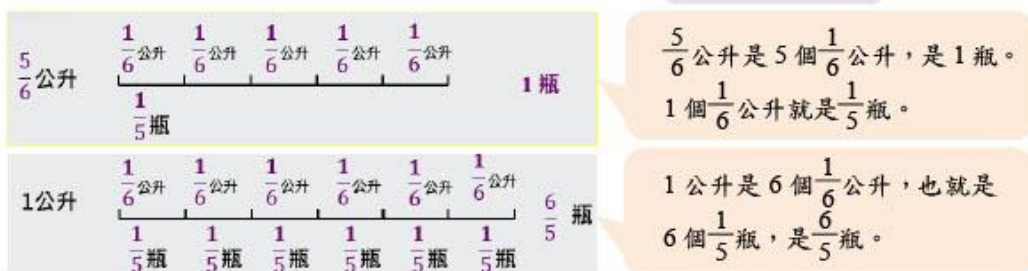 5/6公升 1/6公升 1/6公升 1/6公升 1/6公升 1/6公升 1瓶
1/5瓶
5/6公升是5個1/6公升，是1瓶。
1個1/6公升就是1/5瓶。
1公升 1/6公升 1/6公升 1/6公升 1/6公升 1/6公升 1/6公升 6/5瓶
1/5瓶 1/5瓶 1/5瓶 1/5瓶 1/5瓶 1/5瓶
1公升是6個1/6公升，也就是
6個1/5瓶，是6/5瓶。